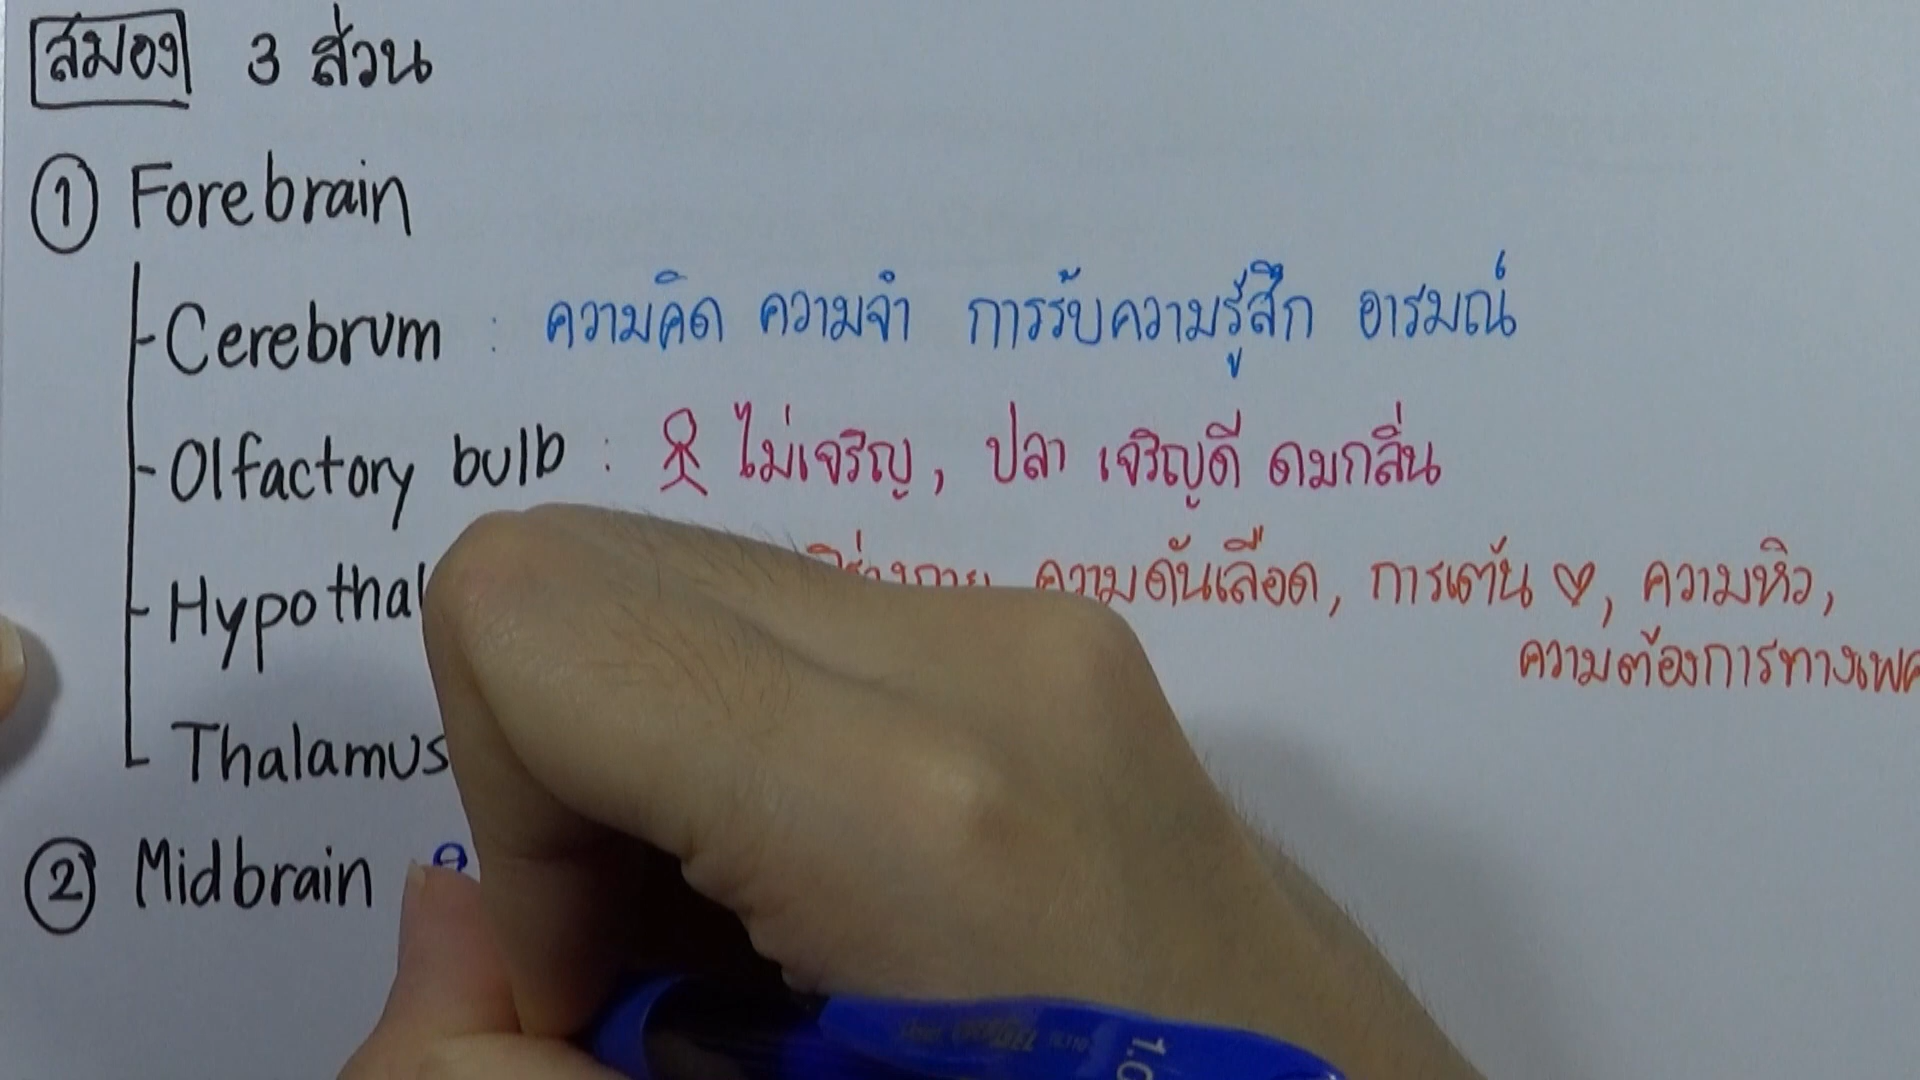 สมอง 3 ส่วน
① Forebrain
- Cerebrum : ความคิด ความจำ การรับความรู้สึก อารมณ์
- Olfactory bulb : ไม่เจริญ, ปลา เจริญดี ดมกลิ่น
- Hypothal ความดันเลือด, การเต้น ♡, ความหิว,
ความต้องการทางเพศ
Thalamus
② Midbrain
1.0